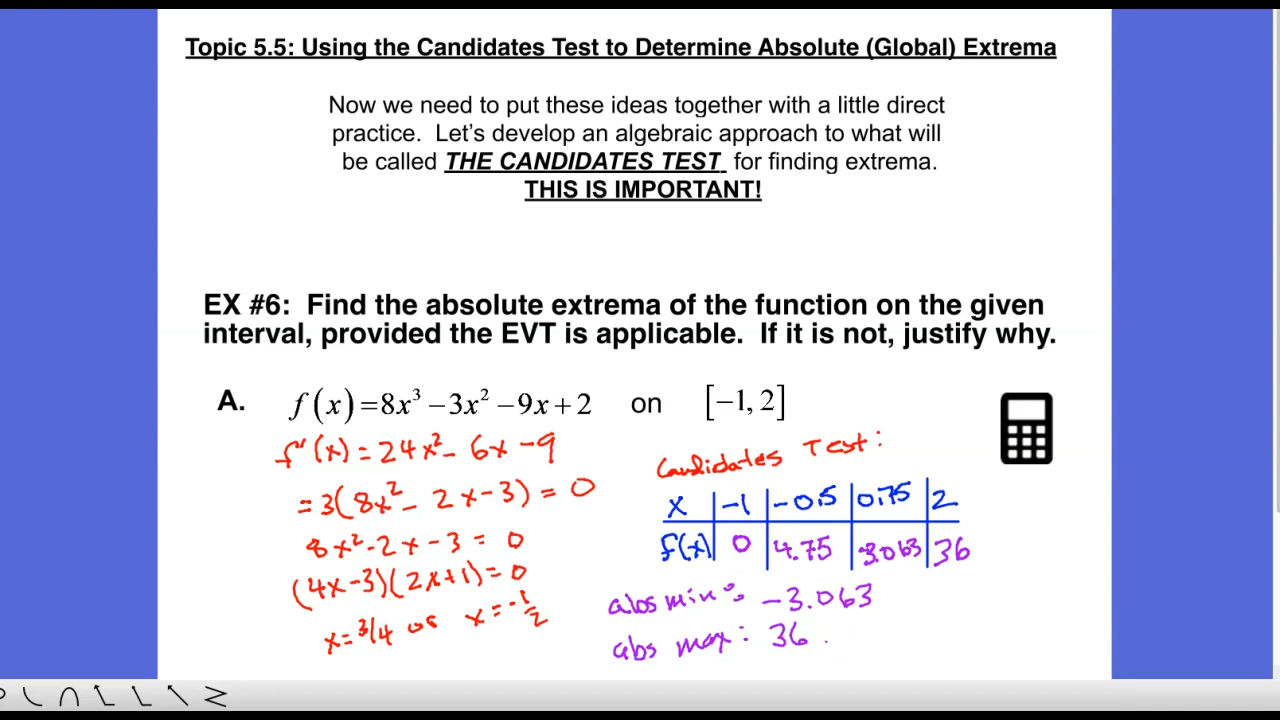 Topic 5.5: Using the Candidates Test to Determine Absolute (Global) Extrema
Now we need to put these ideas together with a little direct
practice. Let's develop an algebraic approach to what will
be called THE CANDIDATES TEST for finding extrema.
THIS IS IMPORTANT!
EX #6: Find the absolute extrema of the function on the given
interval, provided the EVT is applicable. If it is not, justify why.
A. f(x)=8x³−3x²−9x+2 on [−1,2]
f'(x) = 24x² - 6x - 9
= 3(8x² - 2x - 3) = 0
8x² - 2x - 3 = 0
(4x-3)(2x+1) = 0
x = 3/4 or x = -1/2
Candidates Test:
x | -1 | -0.5 | 0.75 | 2
f(x) | 0 | 4.75 | -3.063 | 36
abs min: -3.063
abs max: 36.